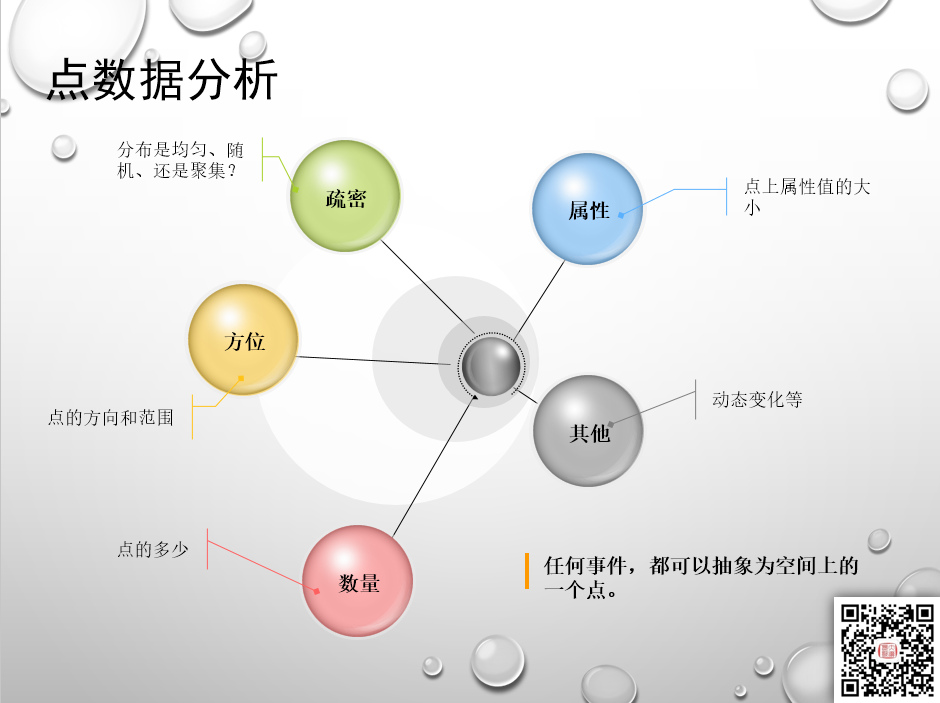 点数据分析
分布是均匀、随
机、还是聚集？
疏密
属性
点上属性值的大
小
方位
点的方向和范围
其他
动态变化等
点的多少
数量
任何事件，都可以抽象为空间上的
一个点。